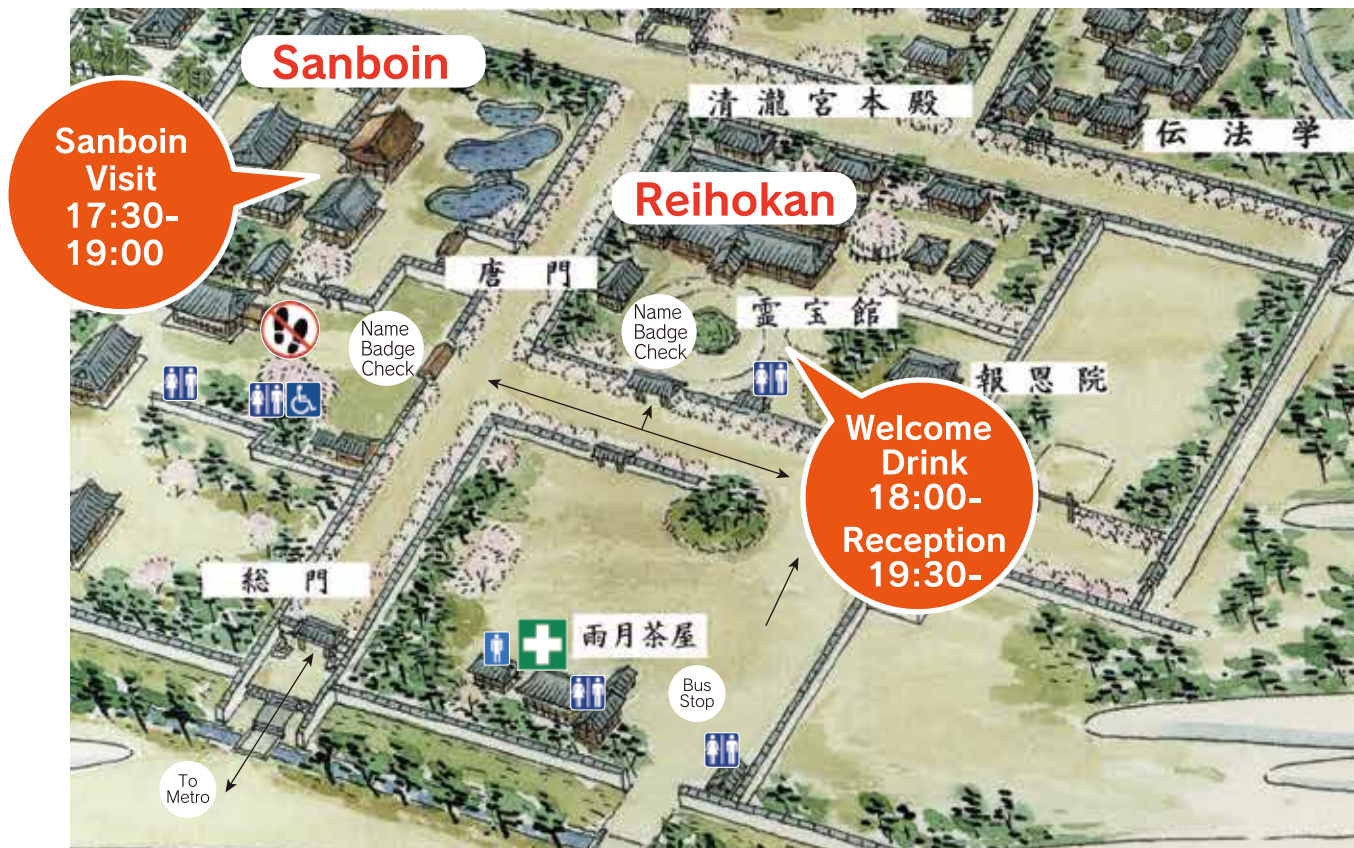 Sanboin
Sanboin
Visit
17:30-
19:00
清瀧宮本殿
伝法学
Reihokan
唐門
Name
Badge
Check
Name
Badge
Check
霊宝館
報恩院
Welcome
Drink
18:00-
Reception
19:30-
総門
雨月茶屋
Bus
Stop
To
Metro